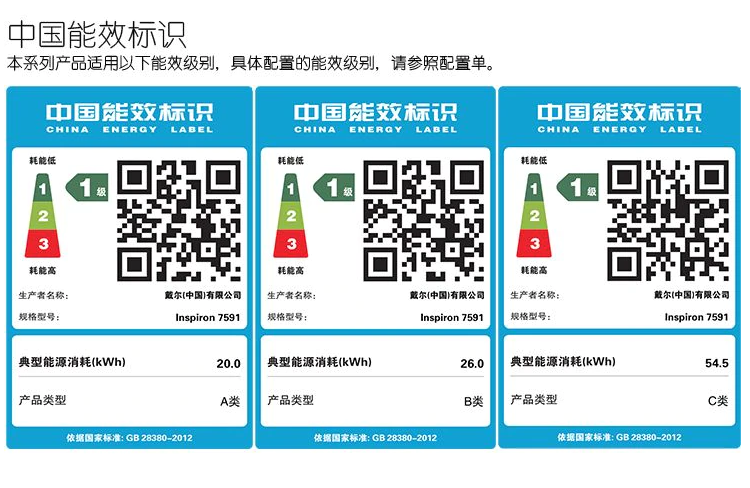 中国能效标识
本系列产品适用以下能效级别，具体配置的能效级别，请参照配置单。
中国能效标识
CHINA ENERGY LABEL
耗能低
1
1级
2
3
耗能高
生产者名称：
戴尔(中国)有限公司
规格型号：
Inspiron 7591
典型能源消耗(kWh)
20.0
产品类型
A类
依据国家标准: GB 28380-2012
中国能效标识
CHINA ENERGY LABEL
耗能低
1
1级
2
3
耗能高
生产者名称：
戴尔(中国)有限公司
规格型号：
Inspiron 7591
典型能源消耗(kWh)
26.0
产品类型
B类
依据国家标准: GB 28380-2012
中国能效标识
CHINA ENERGY LABEL
耗能低
1
1级
2
3
耗能高
生产者名称：
戴尔(中国)有限公司
规格型号：
Inspiron 7591
典型能源消耗(kWh)
54.5
产品类型
C类
依据国家标准: GB 28380-2012